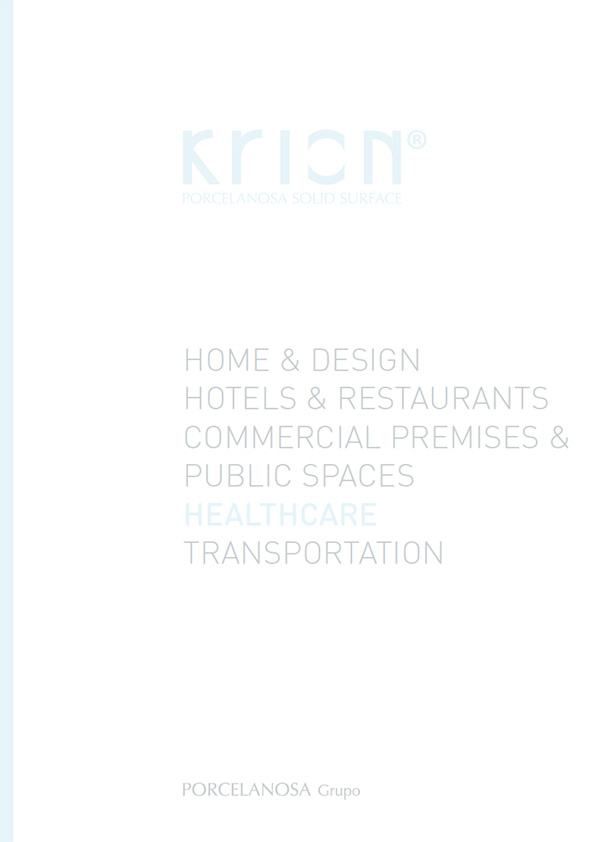 KRION®
PORCELANOSA SOLID SURFACE
HOME & DESIGN
HOTELS & RESTAURANTS
COMMERCIAL PREMISES &
PUBLIC SPACES
HEALTHCARE
TRANSPORTATION
PORCELANOSA Grupo